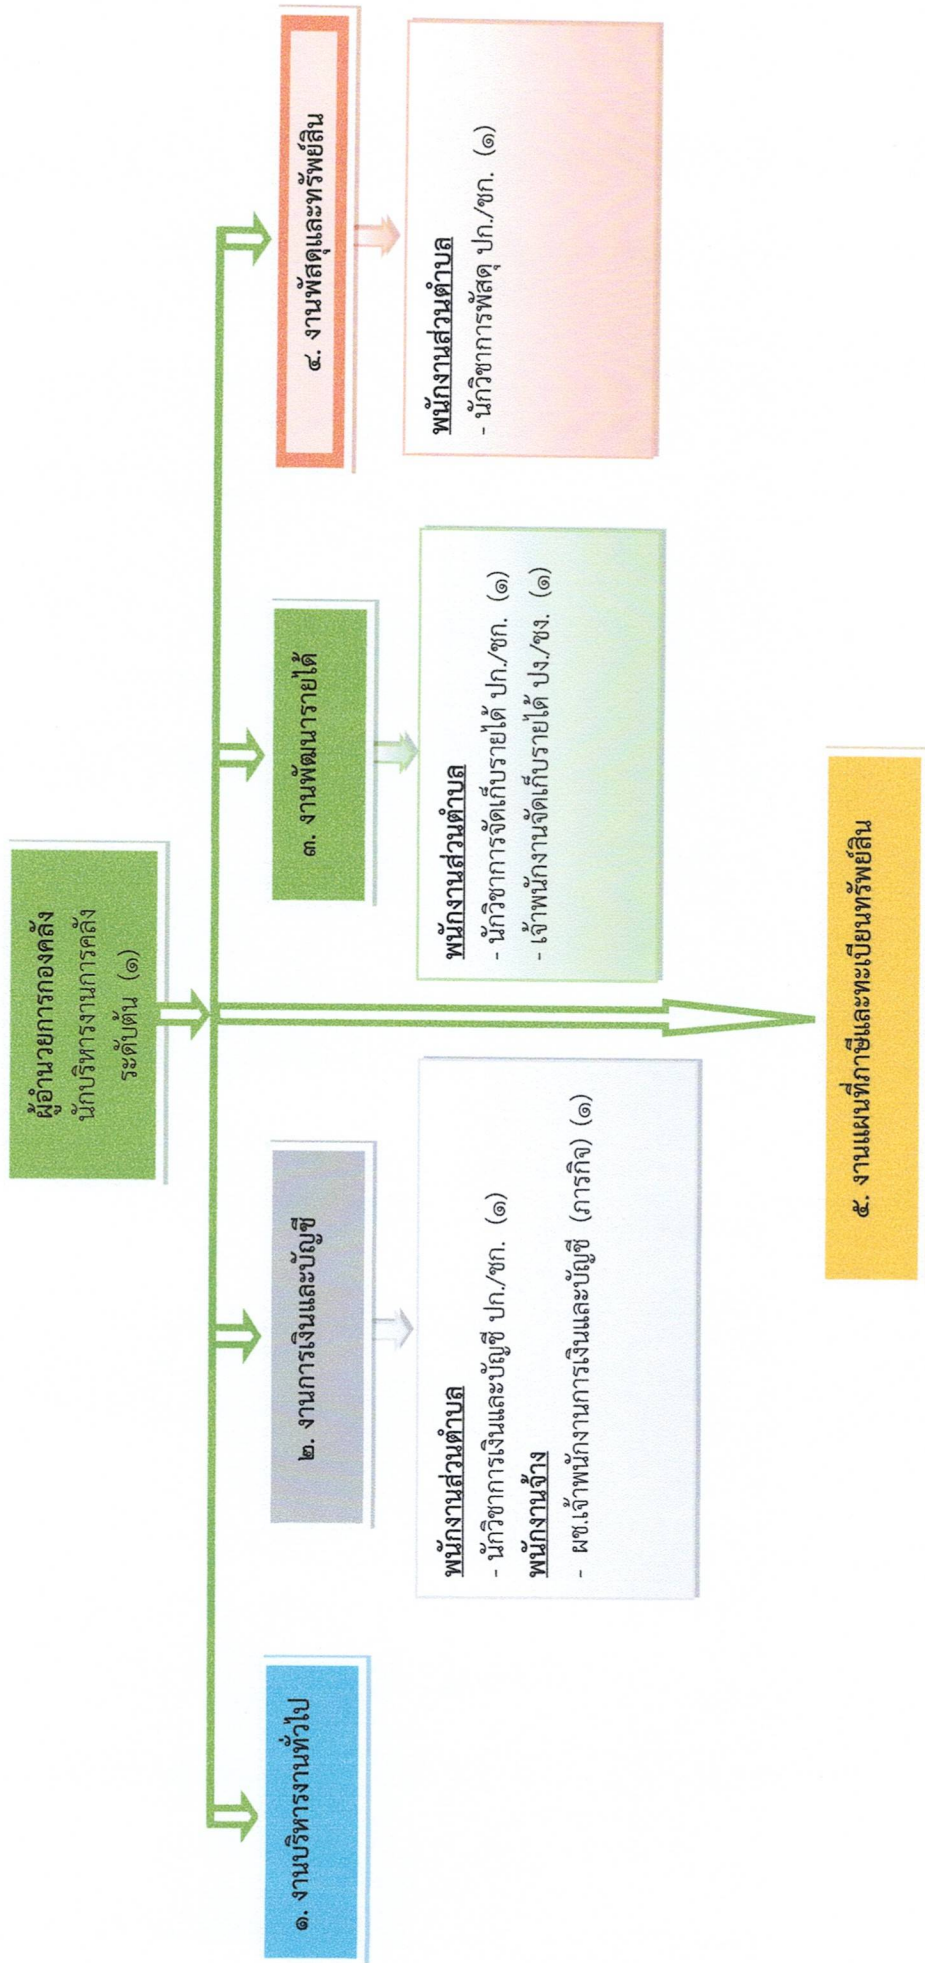 ผู้อำนวยการกองคลัง
นักบริหารงานการคลัง
ระดับต้น (๑)
๑. งานบริหารงานทั่วไป
๒. งานการเงินและบัญชี
๓. งานพัฒนารายได้
๔. งานพัสดุและทรัพย์สิน
พนักงานส่วนตำบล
- นักวิชาการเงินและบัญชี ปก./ชก. (๑)
พนักงานจ้าง
- ผช.เจ้าพนักงานการเงินและบัญชี (ภารกิจ) (๑)
พนักงานส่วนตำบล
- นักวิชาการจัดเก็บรายได้ ปก./ชก. (๑)
- เจ้าพนักงานจัดเก็บรายได้ ปง./ชง. (๑)
พนักงานส่วนตำบล
- นักวิชาการพัสดุ ปก./ชก. (๑)
๕. งานแผนที่ภาษีและทะเบียนทรัพย์สิน